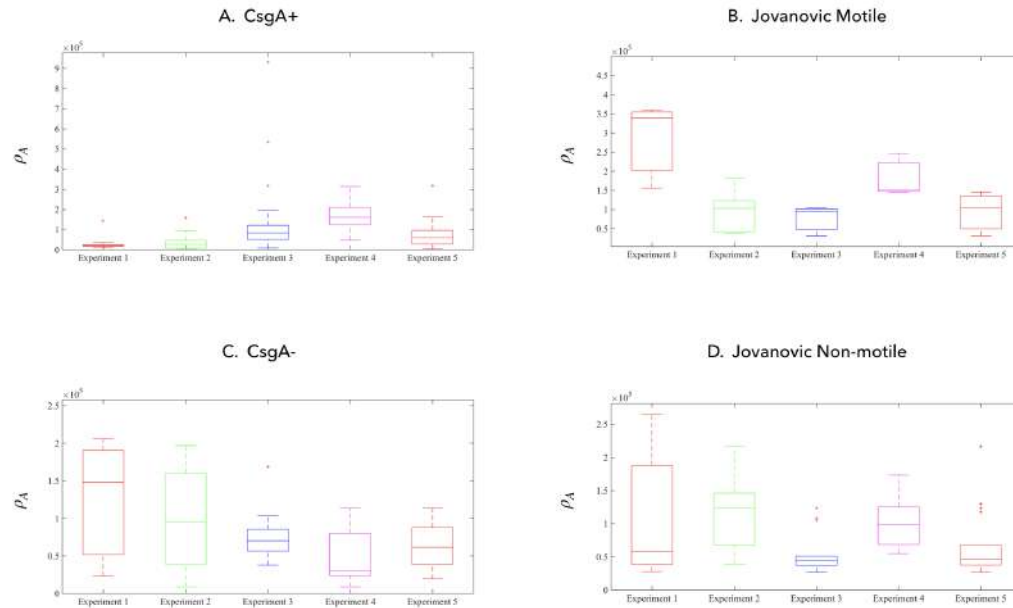 A. CsgA+
×10⁵
9
8
7
6
5
4
3
2
1
0
ρ_A
Experiment 1 Experiment 2 Experiment 3 Experiment 4 Experiment 5
B. Jovanovic Motile
×10⁵
4.5
4
3.5
3
2.5
2
1.5
1
0.5
ρ_A
Experiment 1 Experiment 2 Experiment 3 Experiment 4 Experiment 5
C. CsgA-
×10⁵
2.5
2
1.5
1
0.5
0
ρ_A
Experiment 1 Experiment 2 Experiment 3 Experiment 4 Experiment 5
D. Jovanovic Non-motile
×10⁵
2.5
2
1.5
1
0.5
0
ρ_A
Experiment 1 Experiment 2 Experiment 3 Experiment 4 Experiment 5